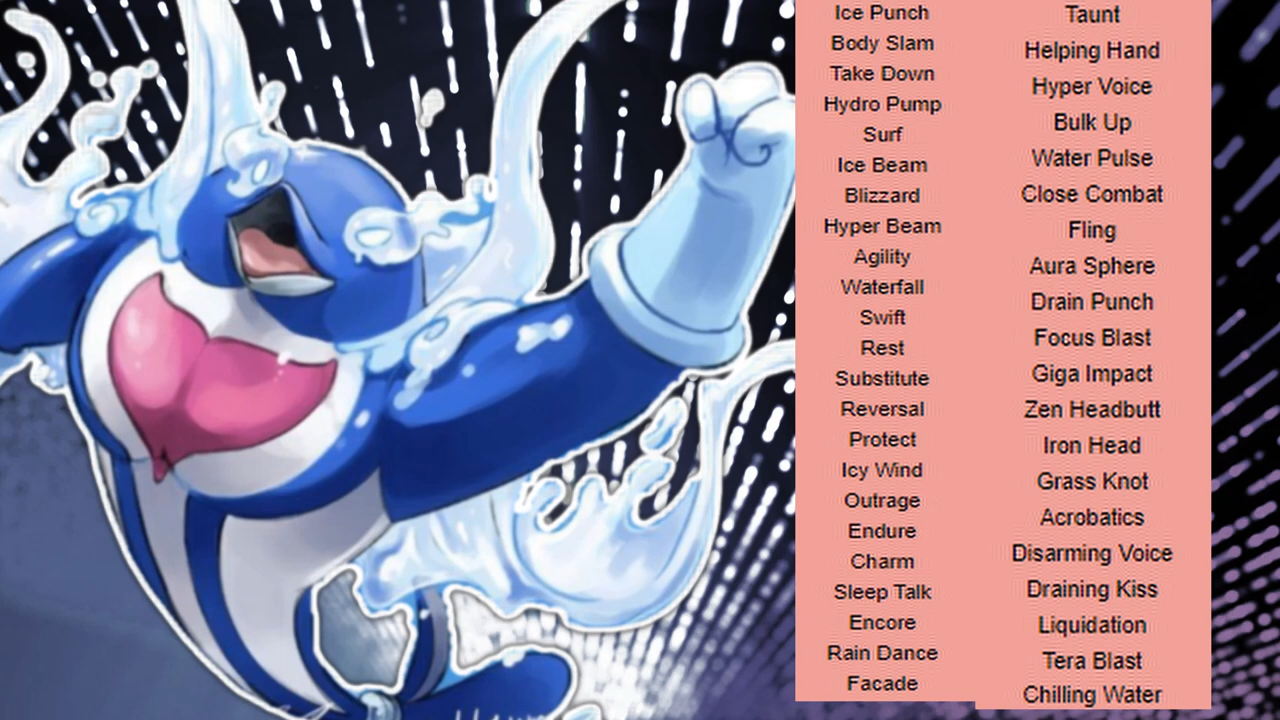 Ice Punch
Body Slam
Take Down
Hydro Pump
Surf
Ice Beam
Blizzard
Hyper Beam
Agility
Waterfall
Swift
Rest
Substitute
Reversal
Protect
Icy Wind
Outrage
Endure
Charm
Sleep Talk
Encore
Rain Dance
Facade
Taunt
Helping Hand
Hyper Voice
Bulk Up
Water Pulse
Close Combat
Fling
Aura Sphere
Drain Punch
Focus Blast
Giga Impact
Zen Headbutt
Iron Head
Grass Knot
Acrobatics
Disarming Voice
Draining Kiss
Liquidation
Tera Blast
Chilling Water